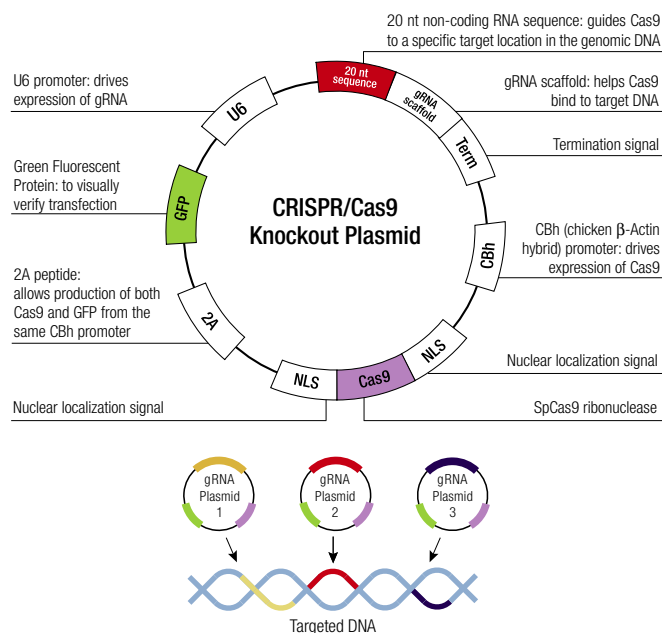 20 nt non-coding RNA sequence: guides Cas9
to a specific target location in the genomic DNA
U6 promoter: drives
expression of gRNA
20 nt
sequence
gRNA
scaffold
gRNA scaffold: helps Cas9
bind to target DNA
U6
Term
Termination signal
Green Fluorescent
Protein: to visually
verify transfection
GFP
CRISPR/Cas9
Knockout Plasmid
CBh
CBh (chicken β-Actin
hybrid) promoter: drives
expression of Cas9
2A peptide:
allows production of both
Cas9 and GFP from the
same CBh promoter
2A
NLS
Cas9
NLS
Nuclear localization signal
Nuclear localization signal
SpCas9 ribonuclease
gRNA
Plasmid
1
gRNA
Plasmid
2
gRNA
Plasmid
3
Targeted DNA